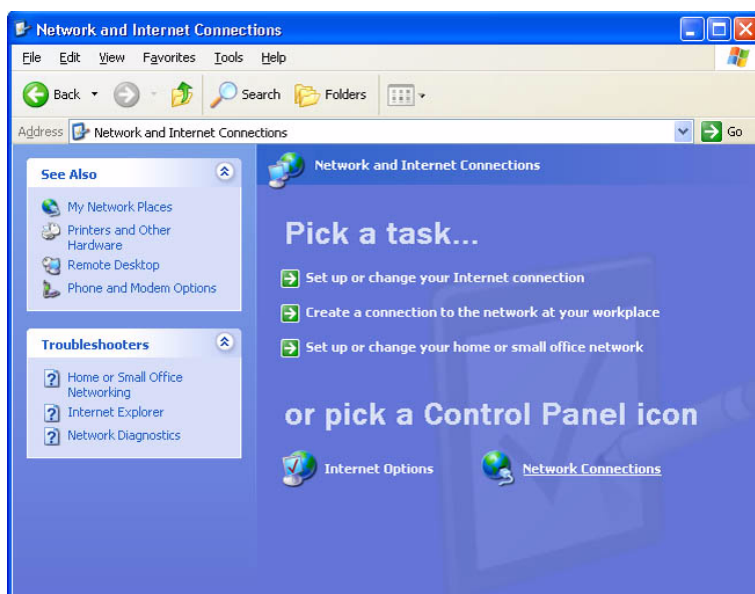 Network and Internet Connections
File Edit View Favorites Tools Help
Back Search Folders
Address Network and Internet Connections Go
See Also
My Network Places
Printers and Other
Hardware
Remote Desktop
Phone and Modem Options
Troubleshooters
Home or Small Office
Networking
Internet Explorer
Network Diagnostics
Network and Internet Connections
Pick a task...
Set up or change your Internet connection
Create a connection to the network at your workplace
Set up or change your home or small office network
or pick a Control Panel icon
Internet Options Network Connections